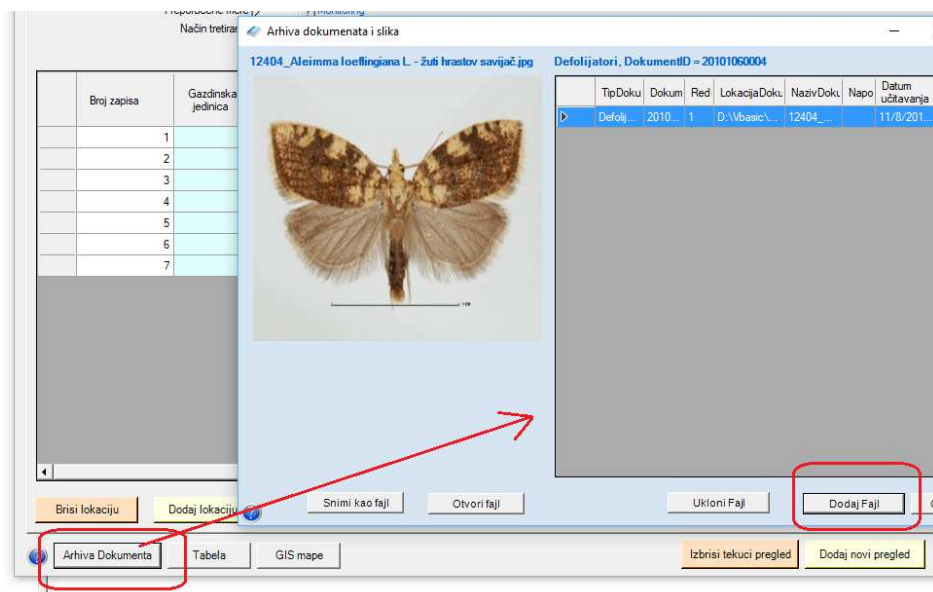 Način tretirar
Broj zapisa
Gazdinska
jedinica
1
2
3
4
5
6
7
Brisi lokaciju
Dodaj lokaciju
Arhiva Dokumenta
Tabela
GIS mape
Izbrisi tekuci pregled
Dodaj novi pregled
Arhiva dokumenata i slika
12404_Aleimma loeflingiana L. - žuti hrastov savijač.jpg
Defolijatori, DokumentID = 20101060004
TipDoku Dokum Red LokacijaDoku NazivDoku Napo Datum
učitavanja
Defolij... 2010... 1 D:\Vbasic\... 12404_... 11/8/201...
Snimi kao fajl
Otvori fajl
Ukloni Fajl
Dodaj Fajl